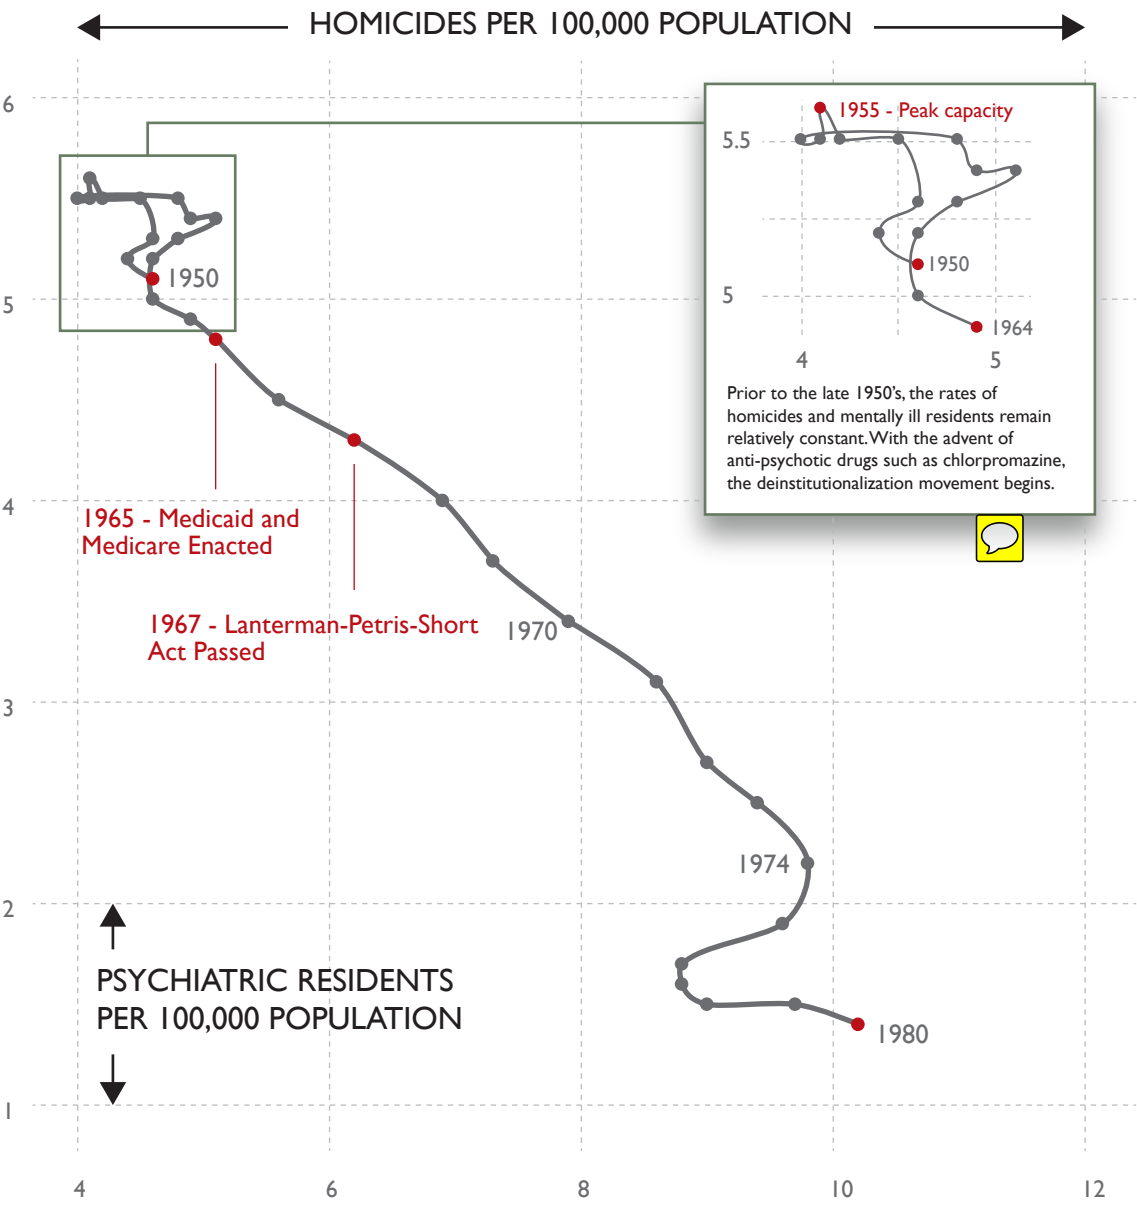 HOMICIDES PER 100,000 POPULATION
6
1955 - Peak capacity
5.5
1950
5
1964
4
5
Prior to the late 1950's, the rates of
homicides and mentally ill residents remain
relatively constant. With the advent of
anti-psychotic drugs such as chlorpromazine,
the deinstitutionalization movement begins.
1950
5
4
1965 - Medicaid and
Medicare Enacted
1967 - Lanterman-Petris-Short
Act Passed
1970
3
1974
2
PSYCHIATRIC RESIDENTS
PER 100,000 POPULATION
1980
1
4
6
8
10
12